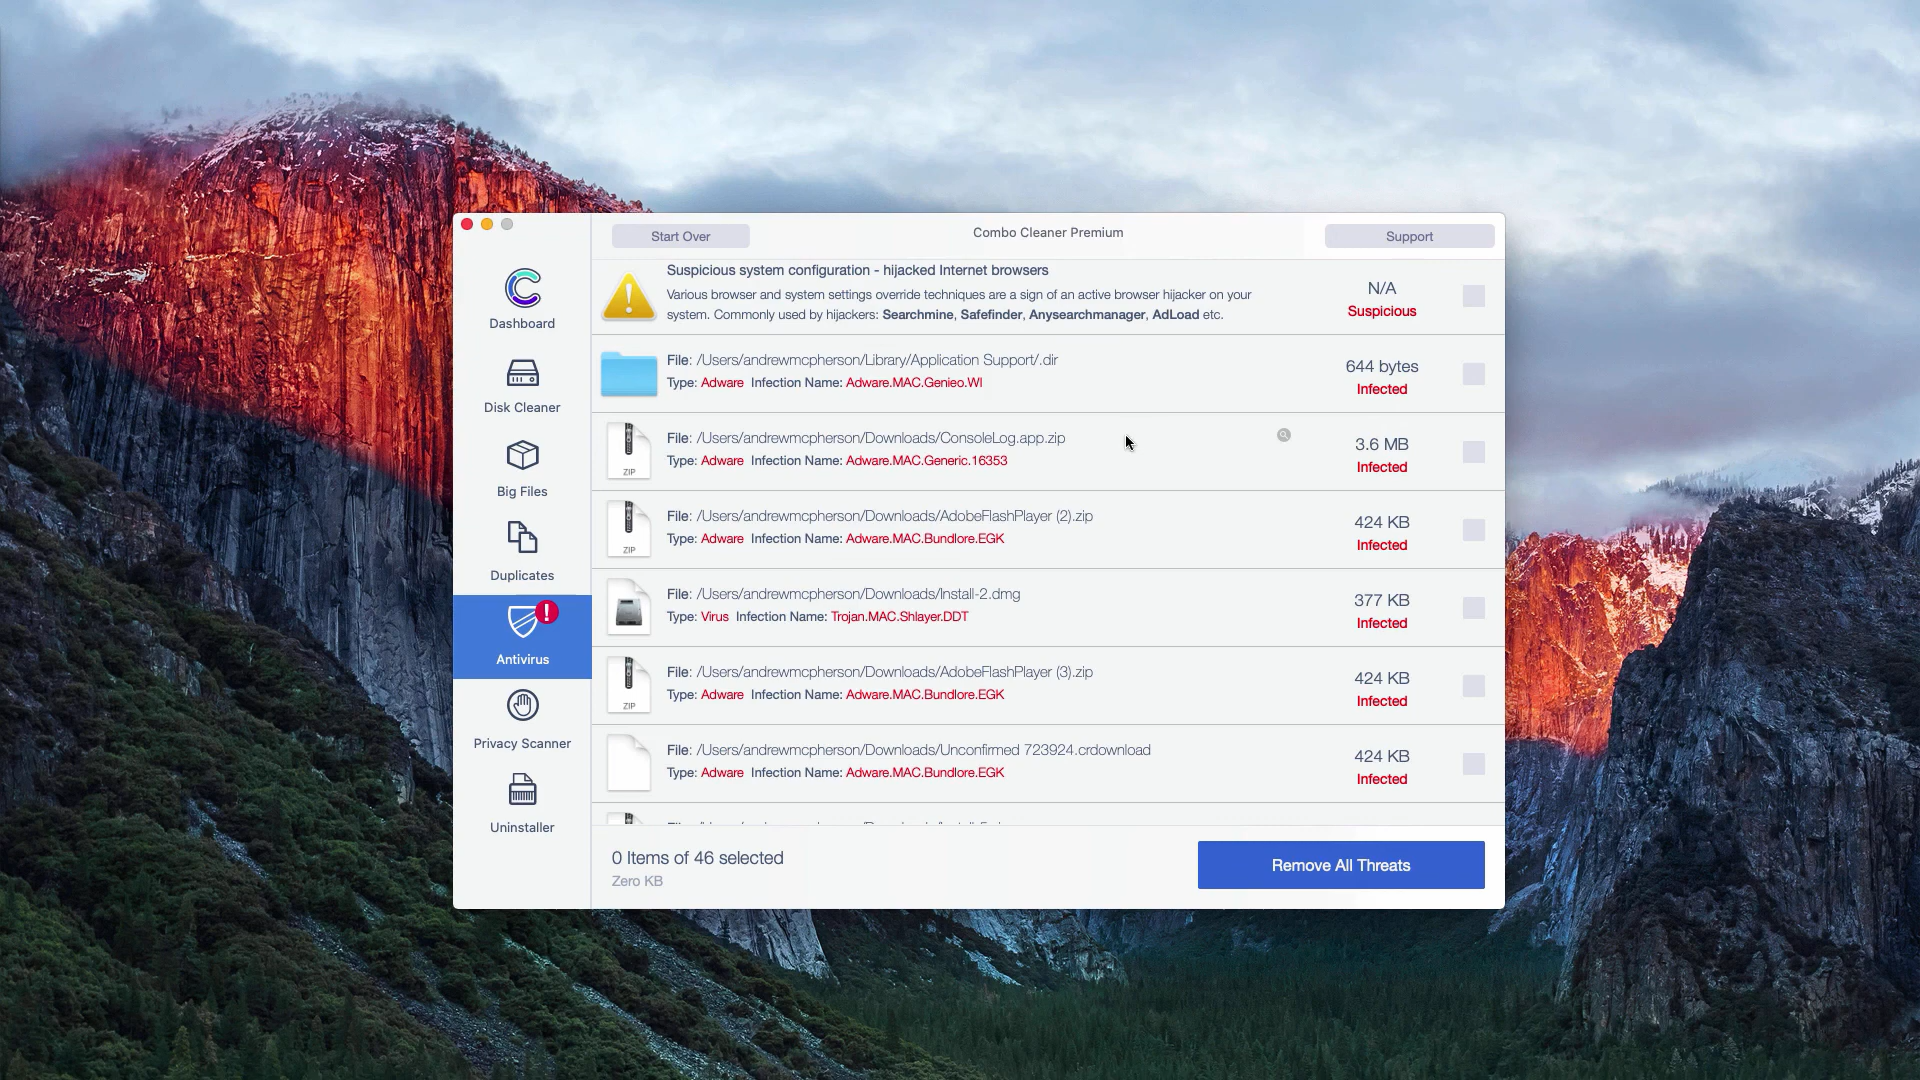 Start Over
Combo Cleaner Premium
Support
Dashboard
Disk Cleaner
Big Files
Duplicates
Antivirus
Privacy Scanner
Uninstaller
Suspicious system configuration - hijacked Internet browsers
Various browser and system settings override techniques are a sign of an active browser hijacker on your
system. Commonly used by hijackers: Searchmine, Safefinder, Anysearchmanager, AdLoad etc.
N/A
Suspicious
File: /Users/andrewmcpherson/Library/Application Support/.dir
Type: Adware Infection Name: Adware.MAC.Genieo.WI
644 bytes
Infected
ZIP
File: /Users/andrewmcpherson/Downloads/ConsoleLog.app.zip
Type: Adware Infection Name: Adware.MAC.Generic.16353
3.6 MB
Infected
ZIP
File: /Users/andrewmcpherson/Downloads/AdobeFlashPlayer (2).zip
Type: Adware Infection Name: Adware.MAC.Bundlore.EGK
424 KB
Infected
File: /Users/andrewmcpherson/Downloads/Install-2.dmg
Type: Virus Infection Name: Trojan.MAC.Shlayer.DDT
377 KB
Infected
ZIP
File: /Users/andrewmcpherson/Downloads/AdobeFlashPlayer (3).zip
Type: Adware Infection Name: Adware.MAC.Bundlore.EGK
424 KB
Infected
File: /Users/andrewmcpherson/Downloads/Unconfirmed 723924.crdownload
Type: Adware Infection Name: Adware.MAC.Bundlore.EGK
424 KB
Infected
0 Items of 46 selected
Zero KB
Remove All Threats